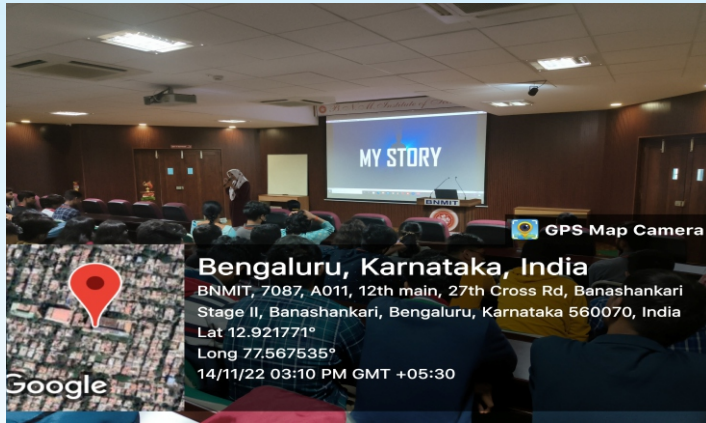 MY STORY
BNMIT
GPS Map Camera
Bengaluru, Karnataka, India
BNMIT, 7087, A011, 12th main, 27th Cross Rd, Banashankari
Stage II, Banashankari, Bengaluru, Karnataka 560070, India
Lat 12.921771°
Long 77.567535°
14/11/22 03:10 PM GMT +05:30
Google